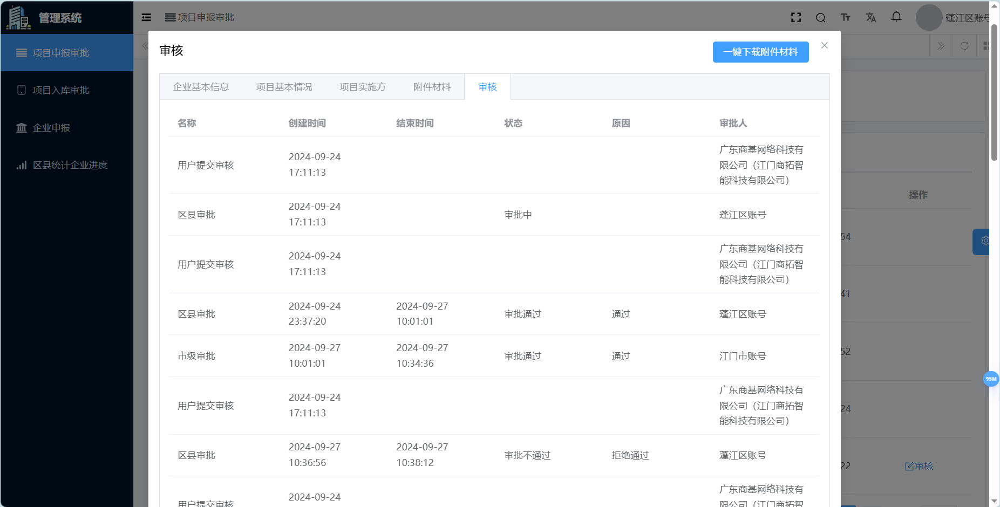 管理系统
项目申报审批
蓬江区账号
项目申报审批
项目入库审批
企业申报
区县统计企业进度
审核
一键下载附件材料
企业基本信息 项目基本情况 项目实施方 附件材料 审核
名称 创建时间 结束时间 状态 原因 审批人
用户提交审核 2024-09-24 17:11:13 广东商基网络科技有
限公司（江门商拓智
能科技有限公司）
区县审批 2024-09-24 17:11:13 审批中 蓬江区账号
用户提交审核 2024-09-24 17:11:13 广东商基网络科技有
限公司（江门商拓智
能科技有限公司）
区县审批 2024-09-24 23:37:20 2024-09-27 10:01:01 审批通过 通过 蓬江区账号
市级审批 2024-09-27 10:01:01 2024-09-27 10:34:36 审批通过 通过 江门市账号
用户提交审核 2024-09-24 17:11:13 广东商基网络科技有
限公司（江门商拓智
能科技有限公司）
区县审批 2024-09-27 10:36:56 2024-09-27 10:38:12 审批不通过 拒绝通过 蓬江区账号
用户提交审核 2024-09-24 广东商基网络科技有
限公司（江门商拓智
操作
54
41
52
24
22 审核
95M